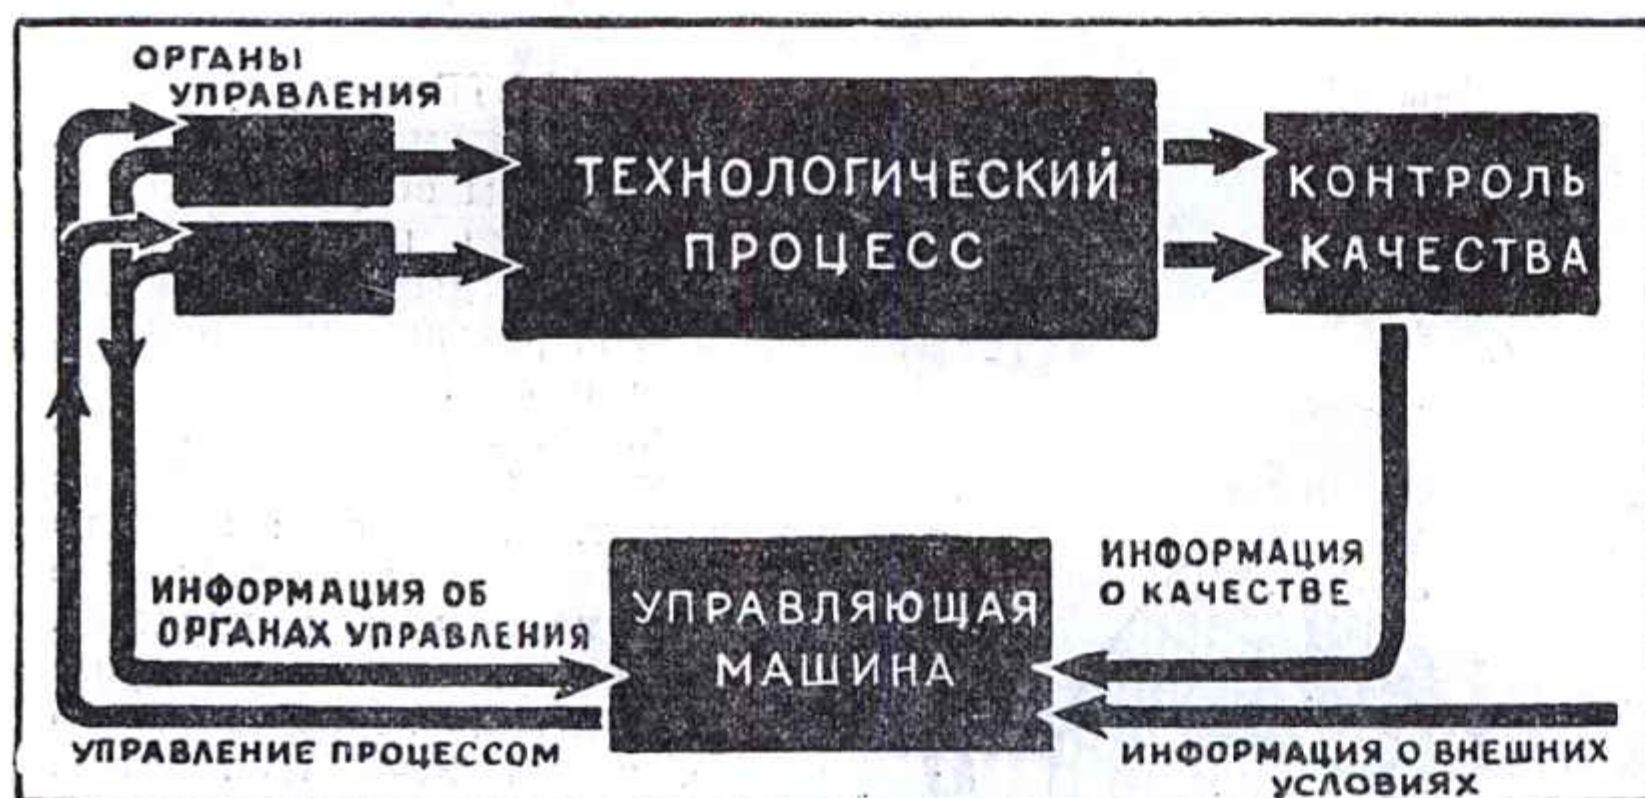 ОРГАНЫ
УПРАВЛЕНИЯ
ТЕХНОЛОГИЧЕСКИЙ
ПРОЦЕСС
КОНТРОЛЬ
КАЧЕСТВА
ИНФОРМАЦИЯ ОБ
ОРГАНАХ УПРАВЛЕНИЯ
УПРАВЛЯЮЩАЯ
МАШИНА
ИНФОРМАЦИЯ
О КАЧЕСТВЕ
УПРАВЛЕНИЕ ПРОЦЕССОМ
ИНФОРМАЦИЯ О ВНЕШНИХ
УСЛОВИЯХ